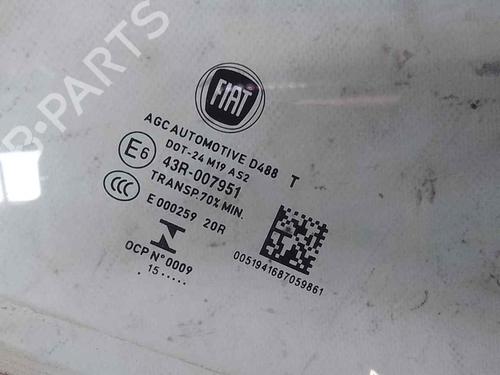 B-PARTS
FIAT
AGC AUTOMOTIVE D488 T
DOT-24 M19 AS2
E6 43R-007951
TRANSP.70% MIN.
CCC
E 000259 20R
OCP N° 0009
. 15 .....
0051941687059861